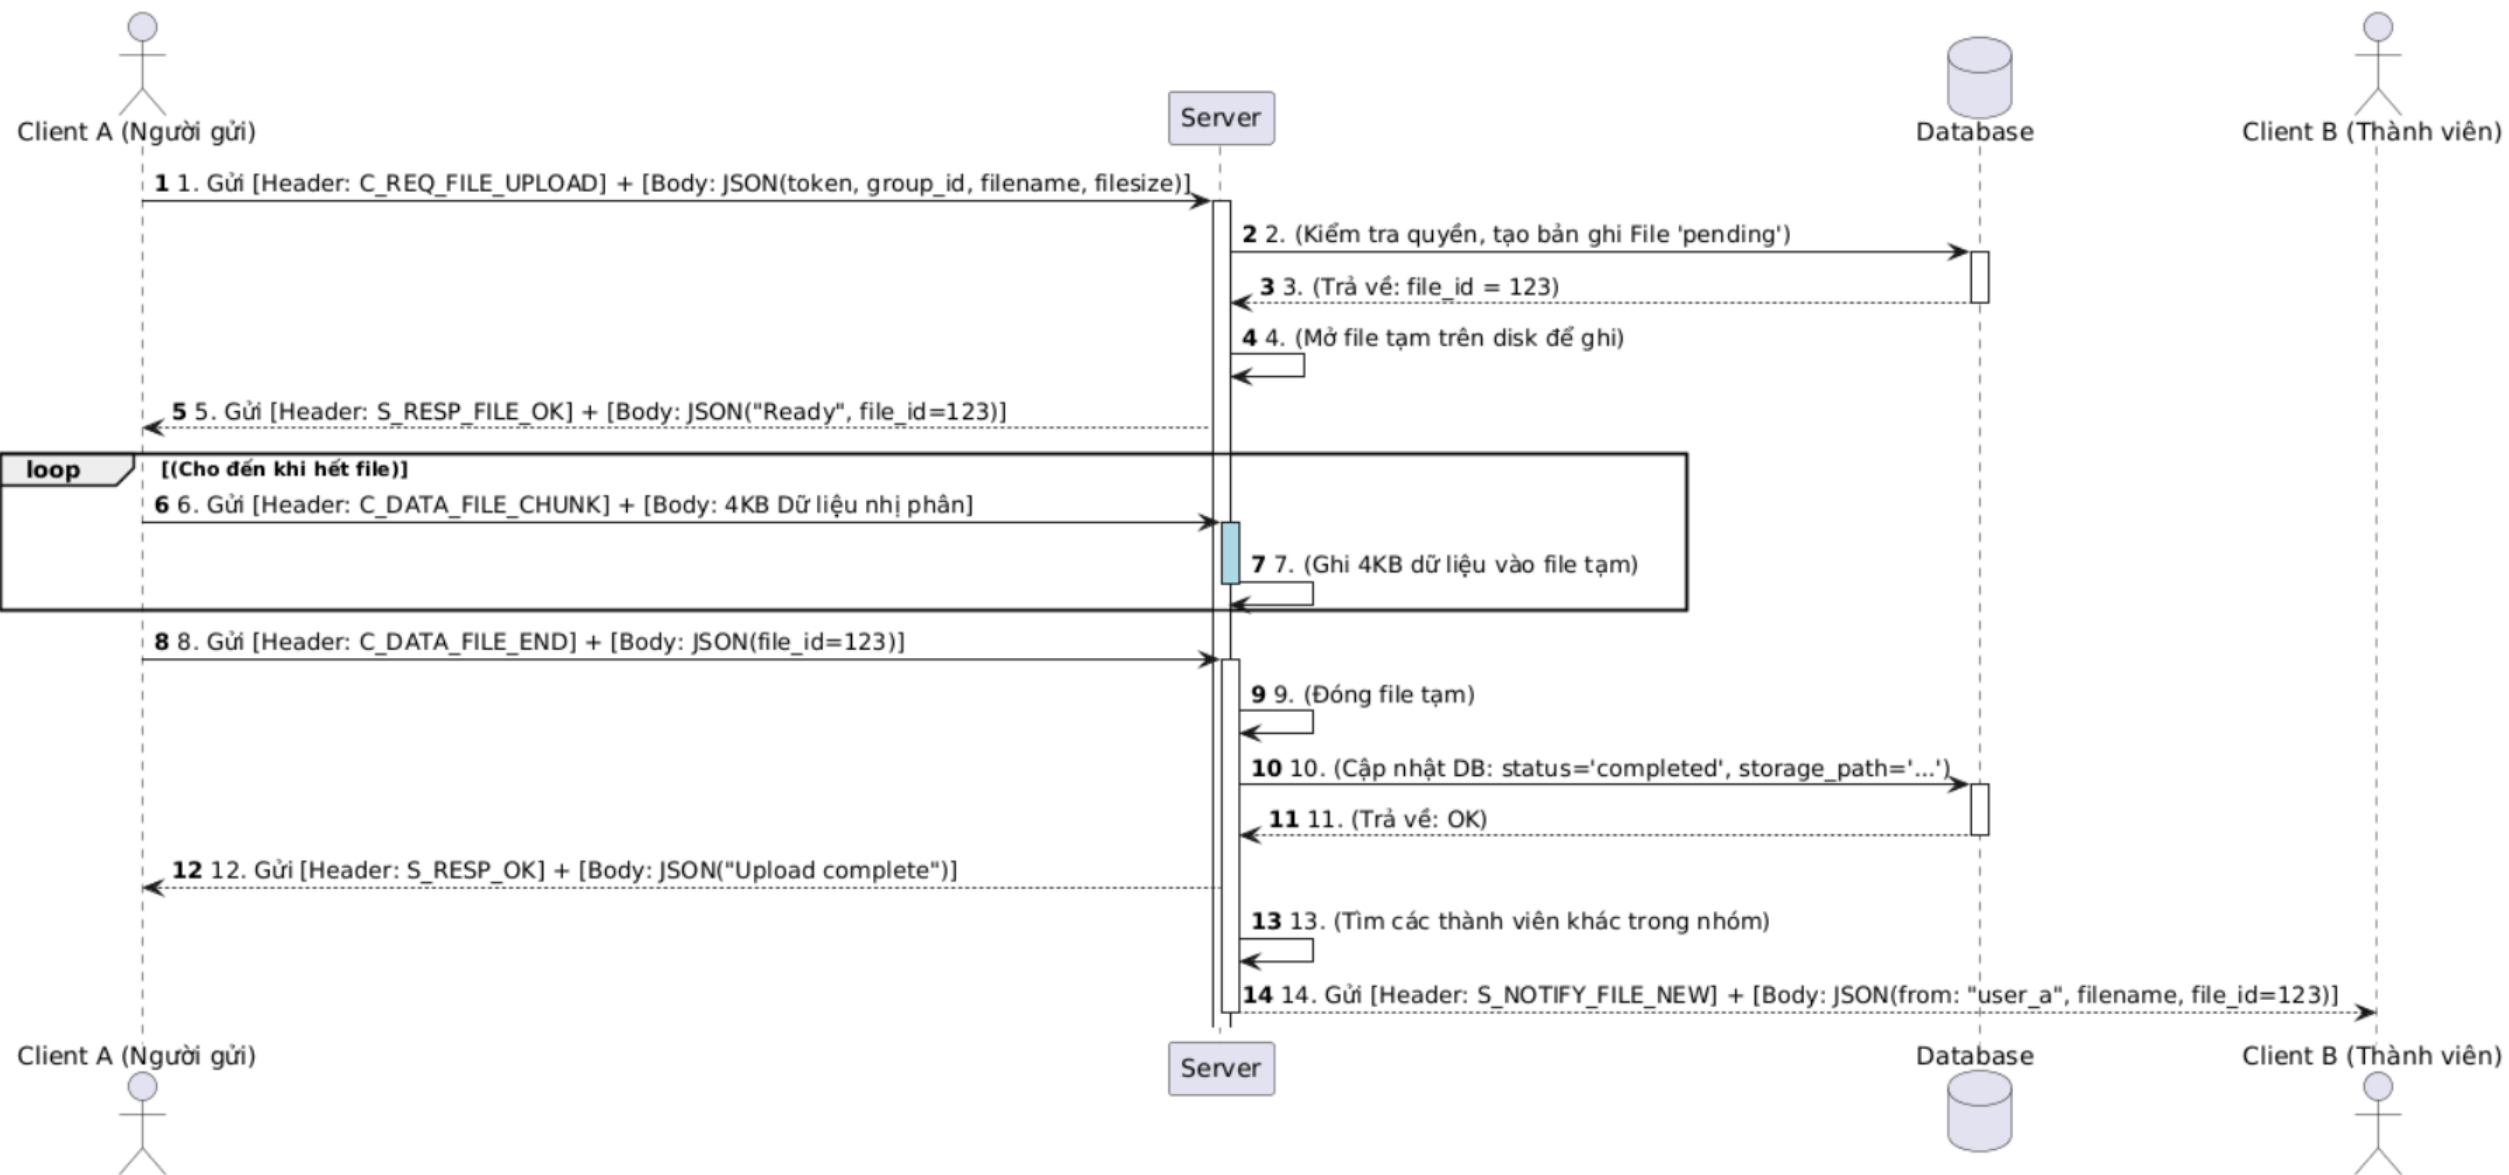 Client A (Người gửi)
Server
Database
Client B (Thành viên)
1 1. Gửi [Header: C_REQ_FILE_UPLOAD] + [Body: JSON(token, group_id, filename, filesize)]
2 2. (Kiểm tra quyền, tạo bản ghi File 'pending')
3 3. (Trả về: file_id = 123)
4 4. (Mở file tạm trên disk để ghi)
5 5. Gửi [Header: S_RESP_FILE_OK] + [Body: JSON("Ready", file_id=123)]
loop [(Cho đến khi hết file)]
6 6. Gửi [Header: C_DATA_FILE_CHUNK] + [Body: 4KB Dữ liệu nhị phân]
7 7. (Ghi 4KB dữ liệu vào file tạm)
8 8. Gửi [Header: C_DATA_FILE_END] + [Body: JSON(file_id=123)]
9 9. (Đóng file tạm)
10 10. (Cập nhật DB: status='completed', storage_path='...')
11 11. (Trả về: OK)
12 12. Gửi [Header: S_RESP_OK] + [Body: JSON("Upload complete")]
13 13. (Tìm các thành viên khác trong nhóm)
14 14. Gửi [Header: S_NOTIFY_FILE_NEW] + [Body: JSON(from: "user_a", filename, file_id=123)]
Client A (Người gửi)
Server
Database
Client B (Thành viên)